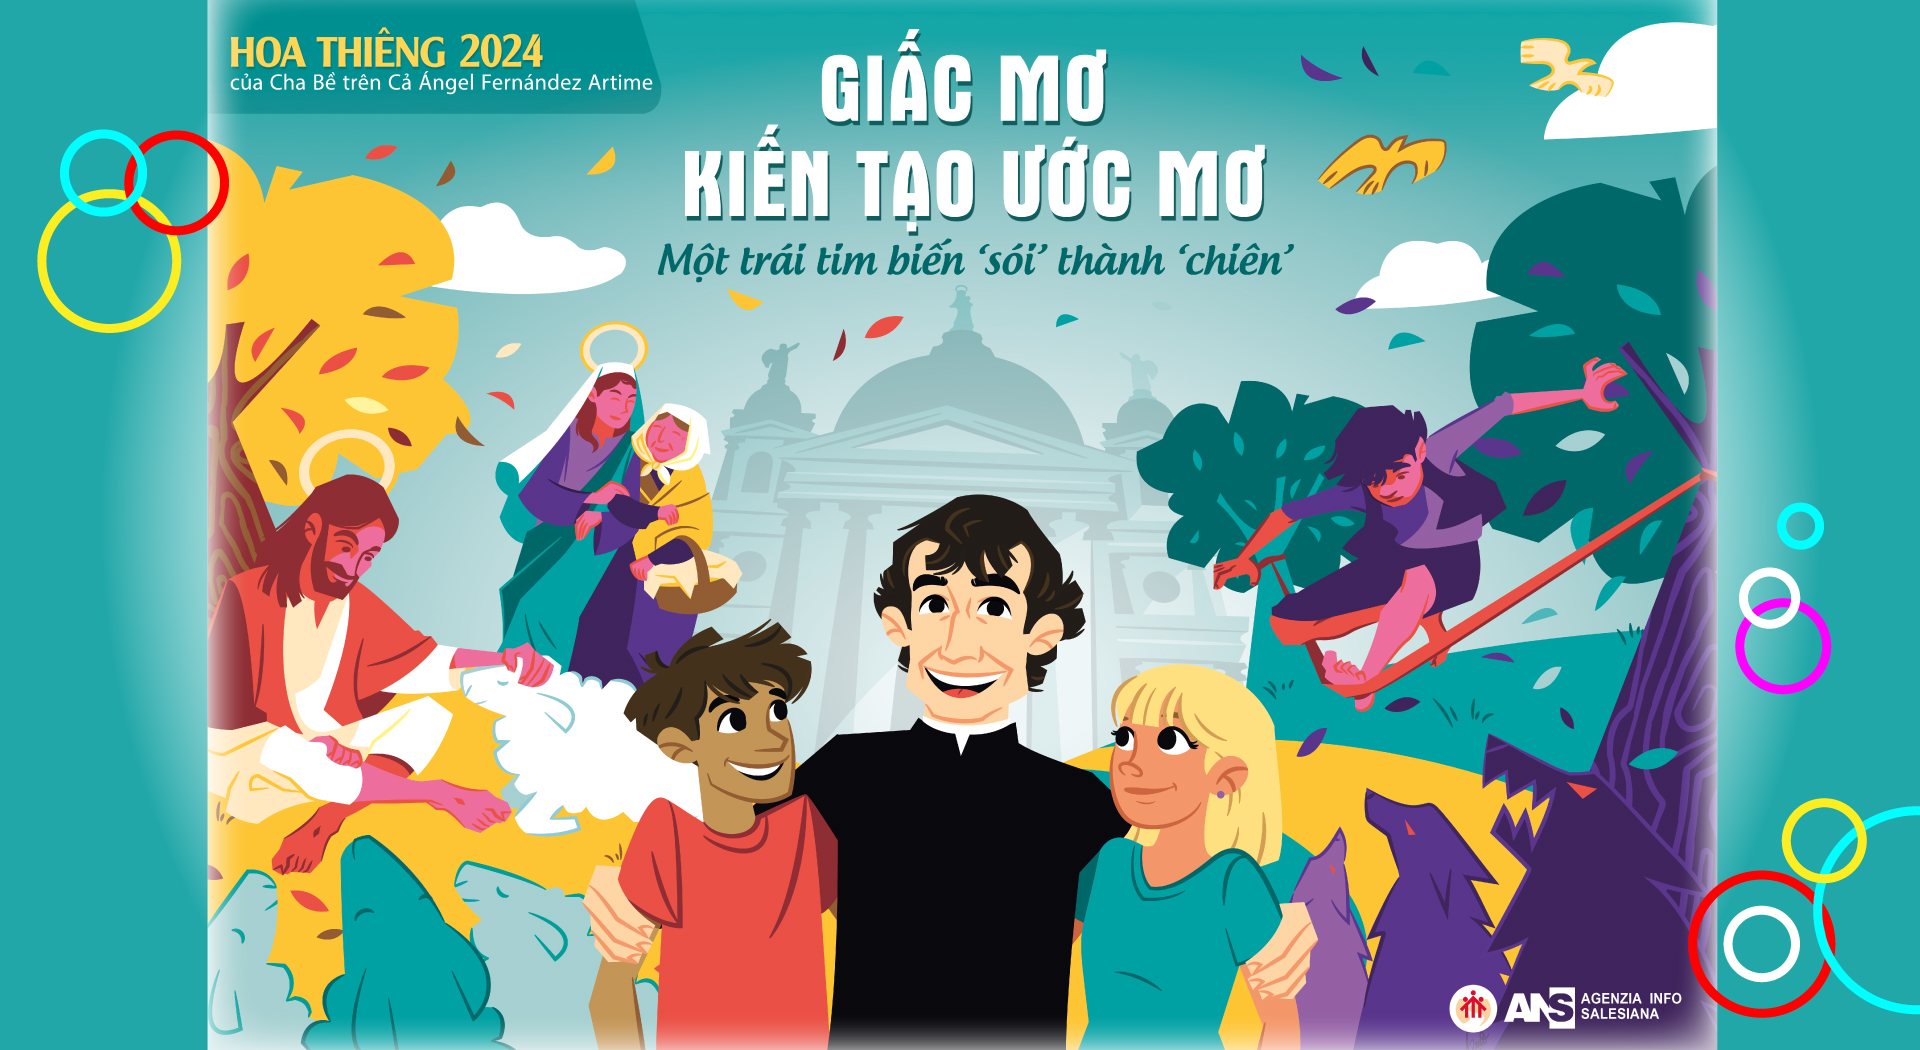 HOA THIÊNG 2024
của Cha Bề trên Cả Ángel Fernández Artime
GIẤC MƠ
KIẾN TẠO ƯỚC MƠ
Một trái tim biến ‘sói’ thành ‘chiên’
ANS AGENZIA INFO
SALESIANA